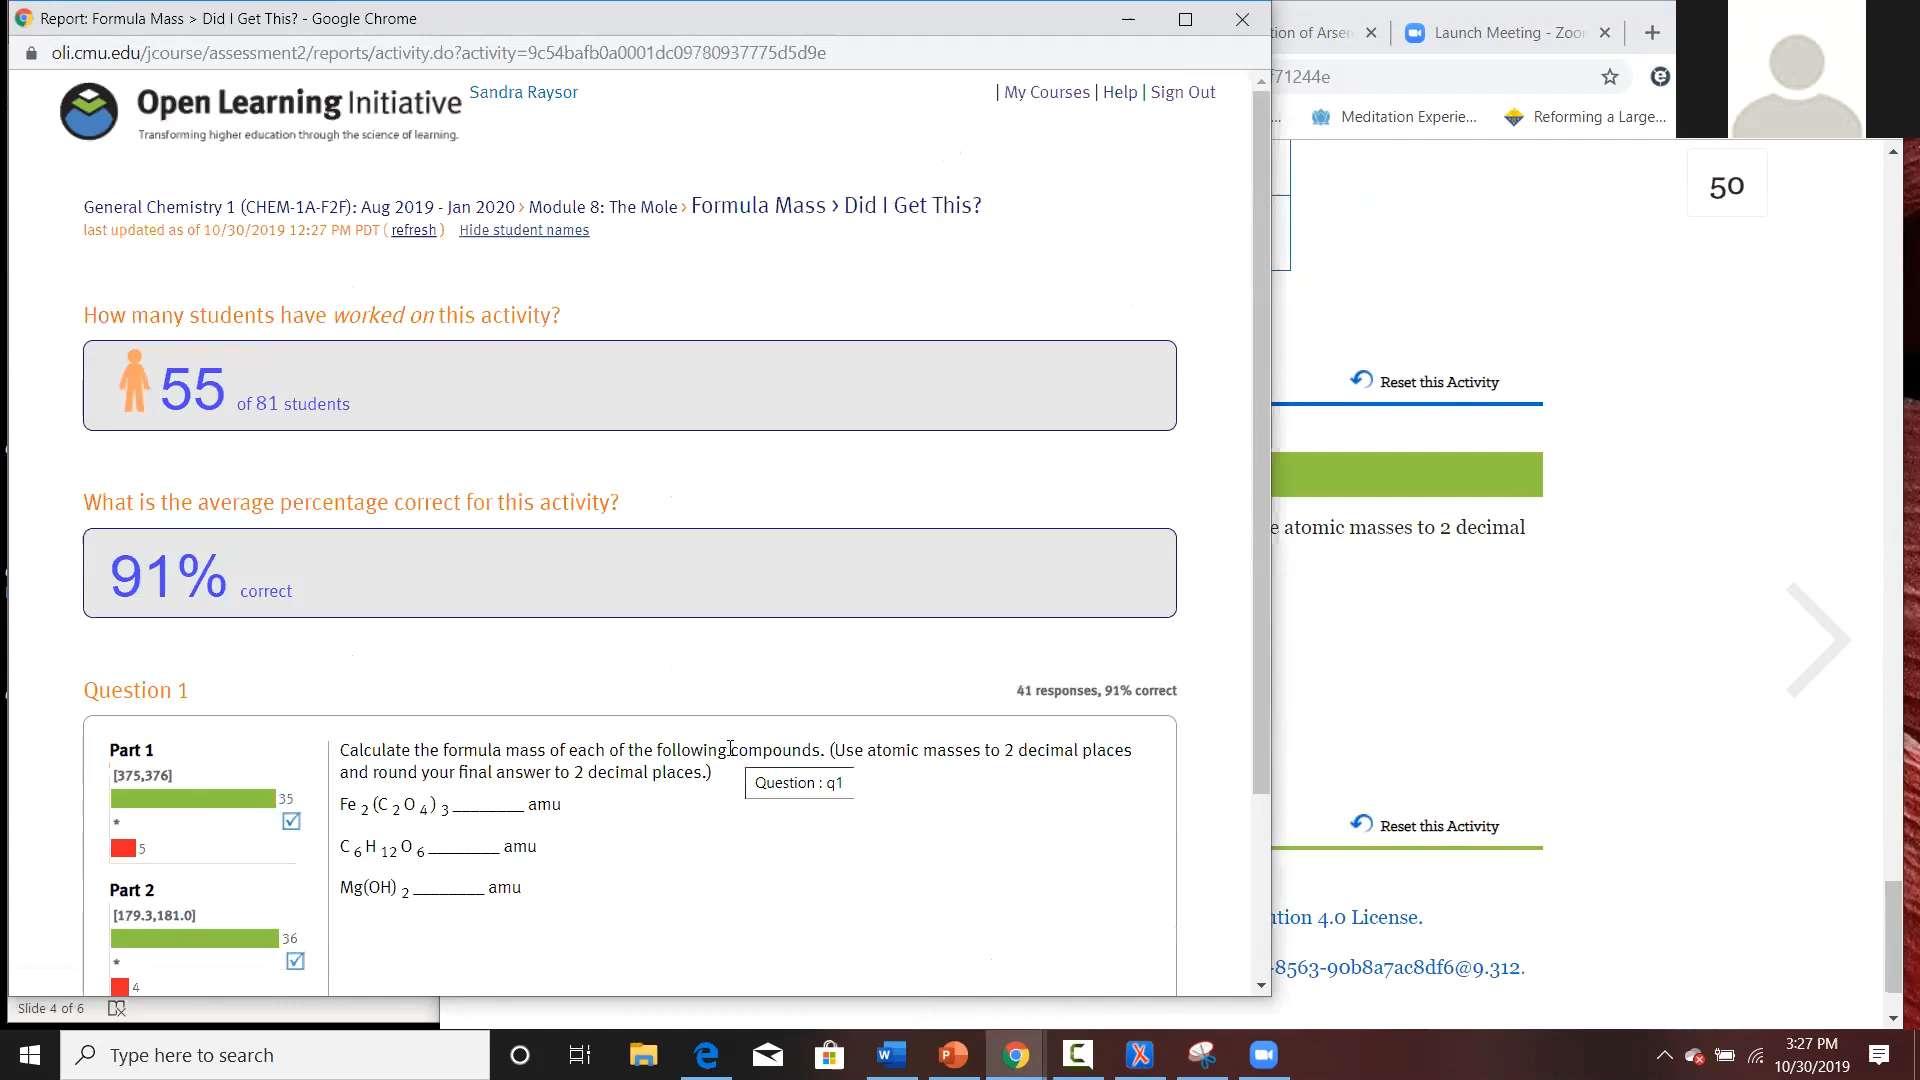 Report: Formula Mass > Did I Get This? - Google Chrome
oli.cmu.edu/jcourse/assessment2/reports/activity.do?activity=9c54bafb0a0001dc09780937775d5d9e
Open Learning Initiative
Transforming higher education through the science of learning.
Sandra Raysor
| My Courses | Help | Sign Out
General Chemistry 1 (CHEM-1A-F2F): Aug 2019 - Jan 2020 › Module 8: The Mole › Formula Mass > Did I Get This?
last updated as of 10/30/2019 12:27 PM PDT ( refresh ) Hide student names
How many students have worked on this activity?
55 of 81 students
What is the average percentage correct for this activity?
91% correct
Question 1
41 responses, 91% correct
Part 1
[375,376]
35
*
5
Part 2
[179.3,181.0]
36
*
4
Calculate the formula mass of each of the following compounds. (Use atomic masses to 2 decimal places
and round your final answer to 2 decimal places.)
Question : q1
Fe 2 (C 2 O 4 ) 3 ________ amu
C 6 H 12 O 6 ________ amu
Mg(OH) 2 ________ amu
Slide 4 of 6
tion of Arser
Launch Meeting - Zoo
f71244e
... Meditation Experie... Reforming a Large...
50
Reset this Activity
e atomic masses to 2 decimal
Reset this Activity
ution 4.0 License.
-8563-90b8a7ac8df6@9.312.
Type here to search
3:27 PM
10/30/2019